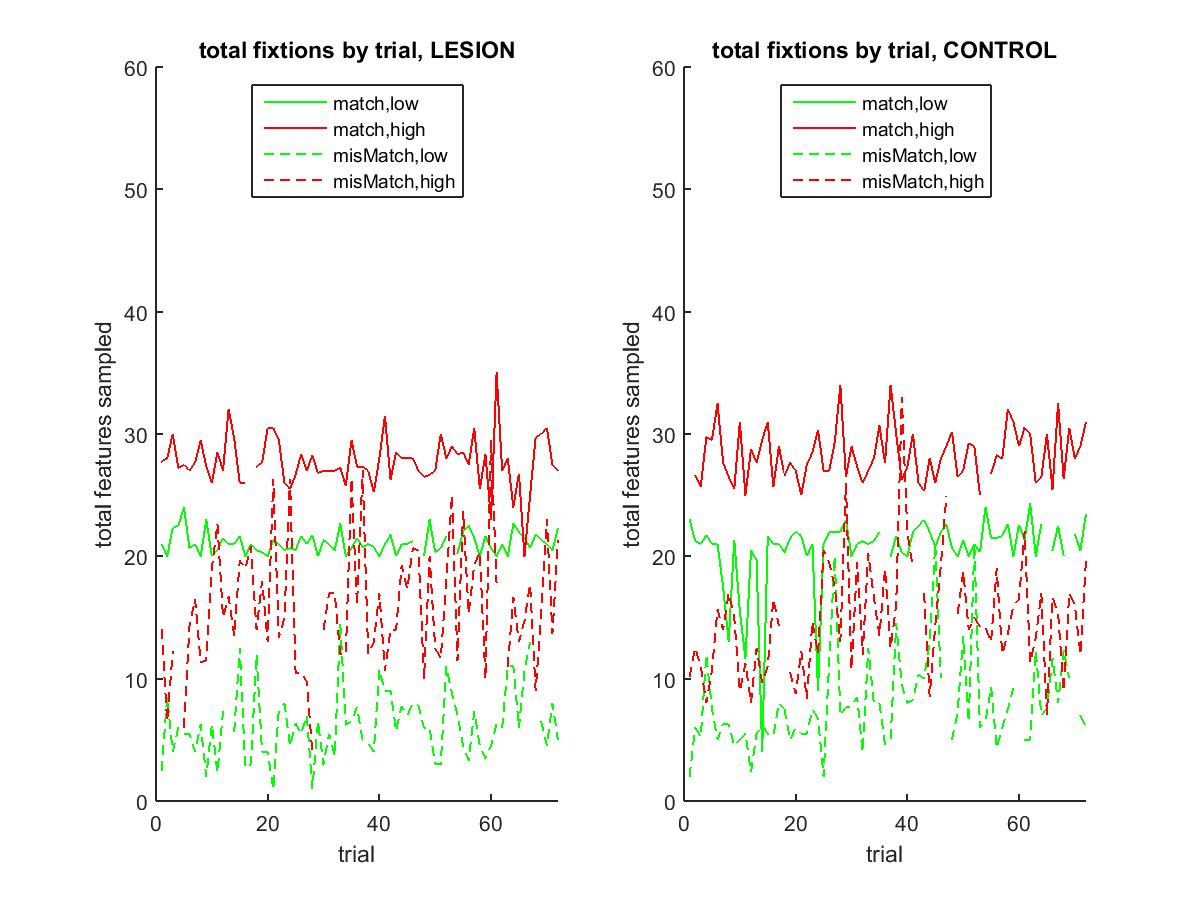 total fixtions by trial, LESION
match,low
match,high
misMatch,low
misMatch,high
60
50
40
30
20
10
0
total features sampled
0 20 40 60
trial
total fixtions by trial, CONTROL
match,low
match,high
misMatch,low
misMatch,high
60
50
40
30
20
10
0
total features sampled
0 20 40 60
trial